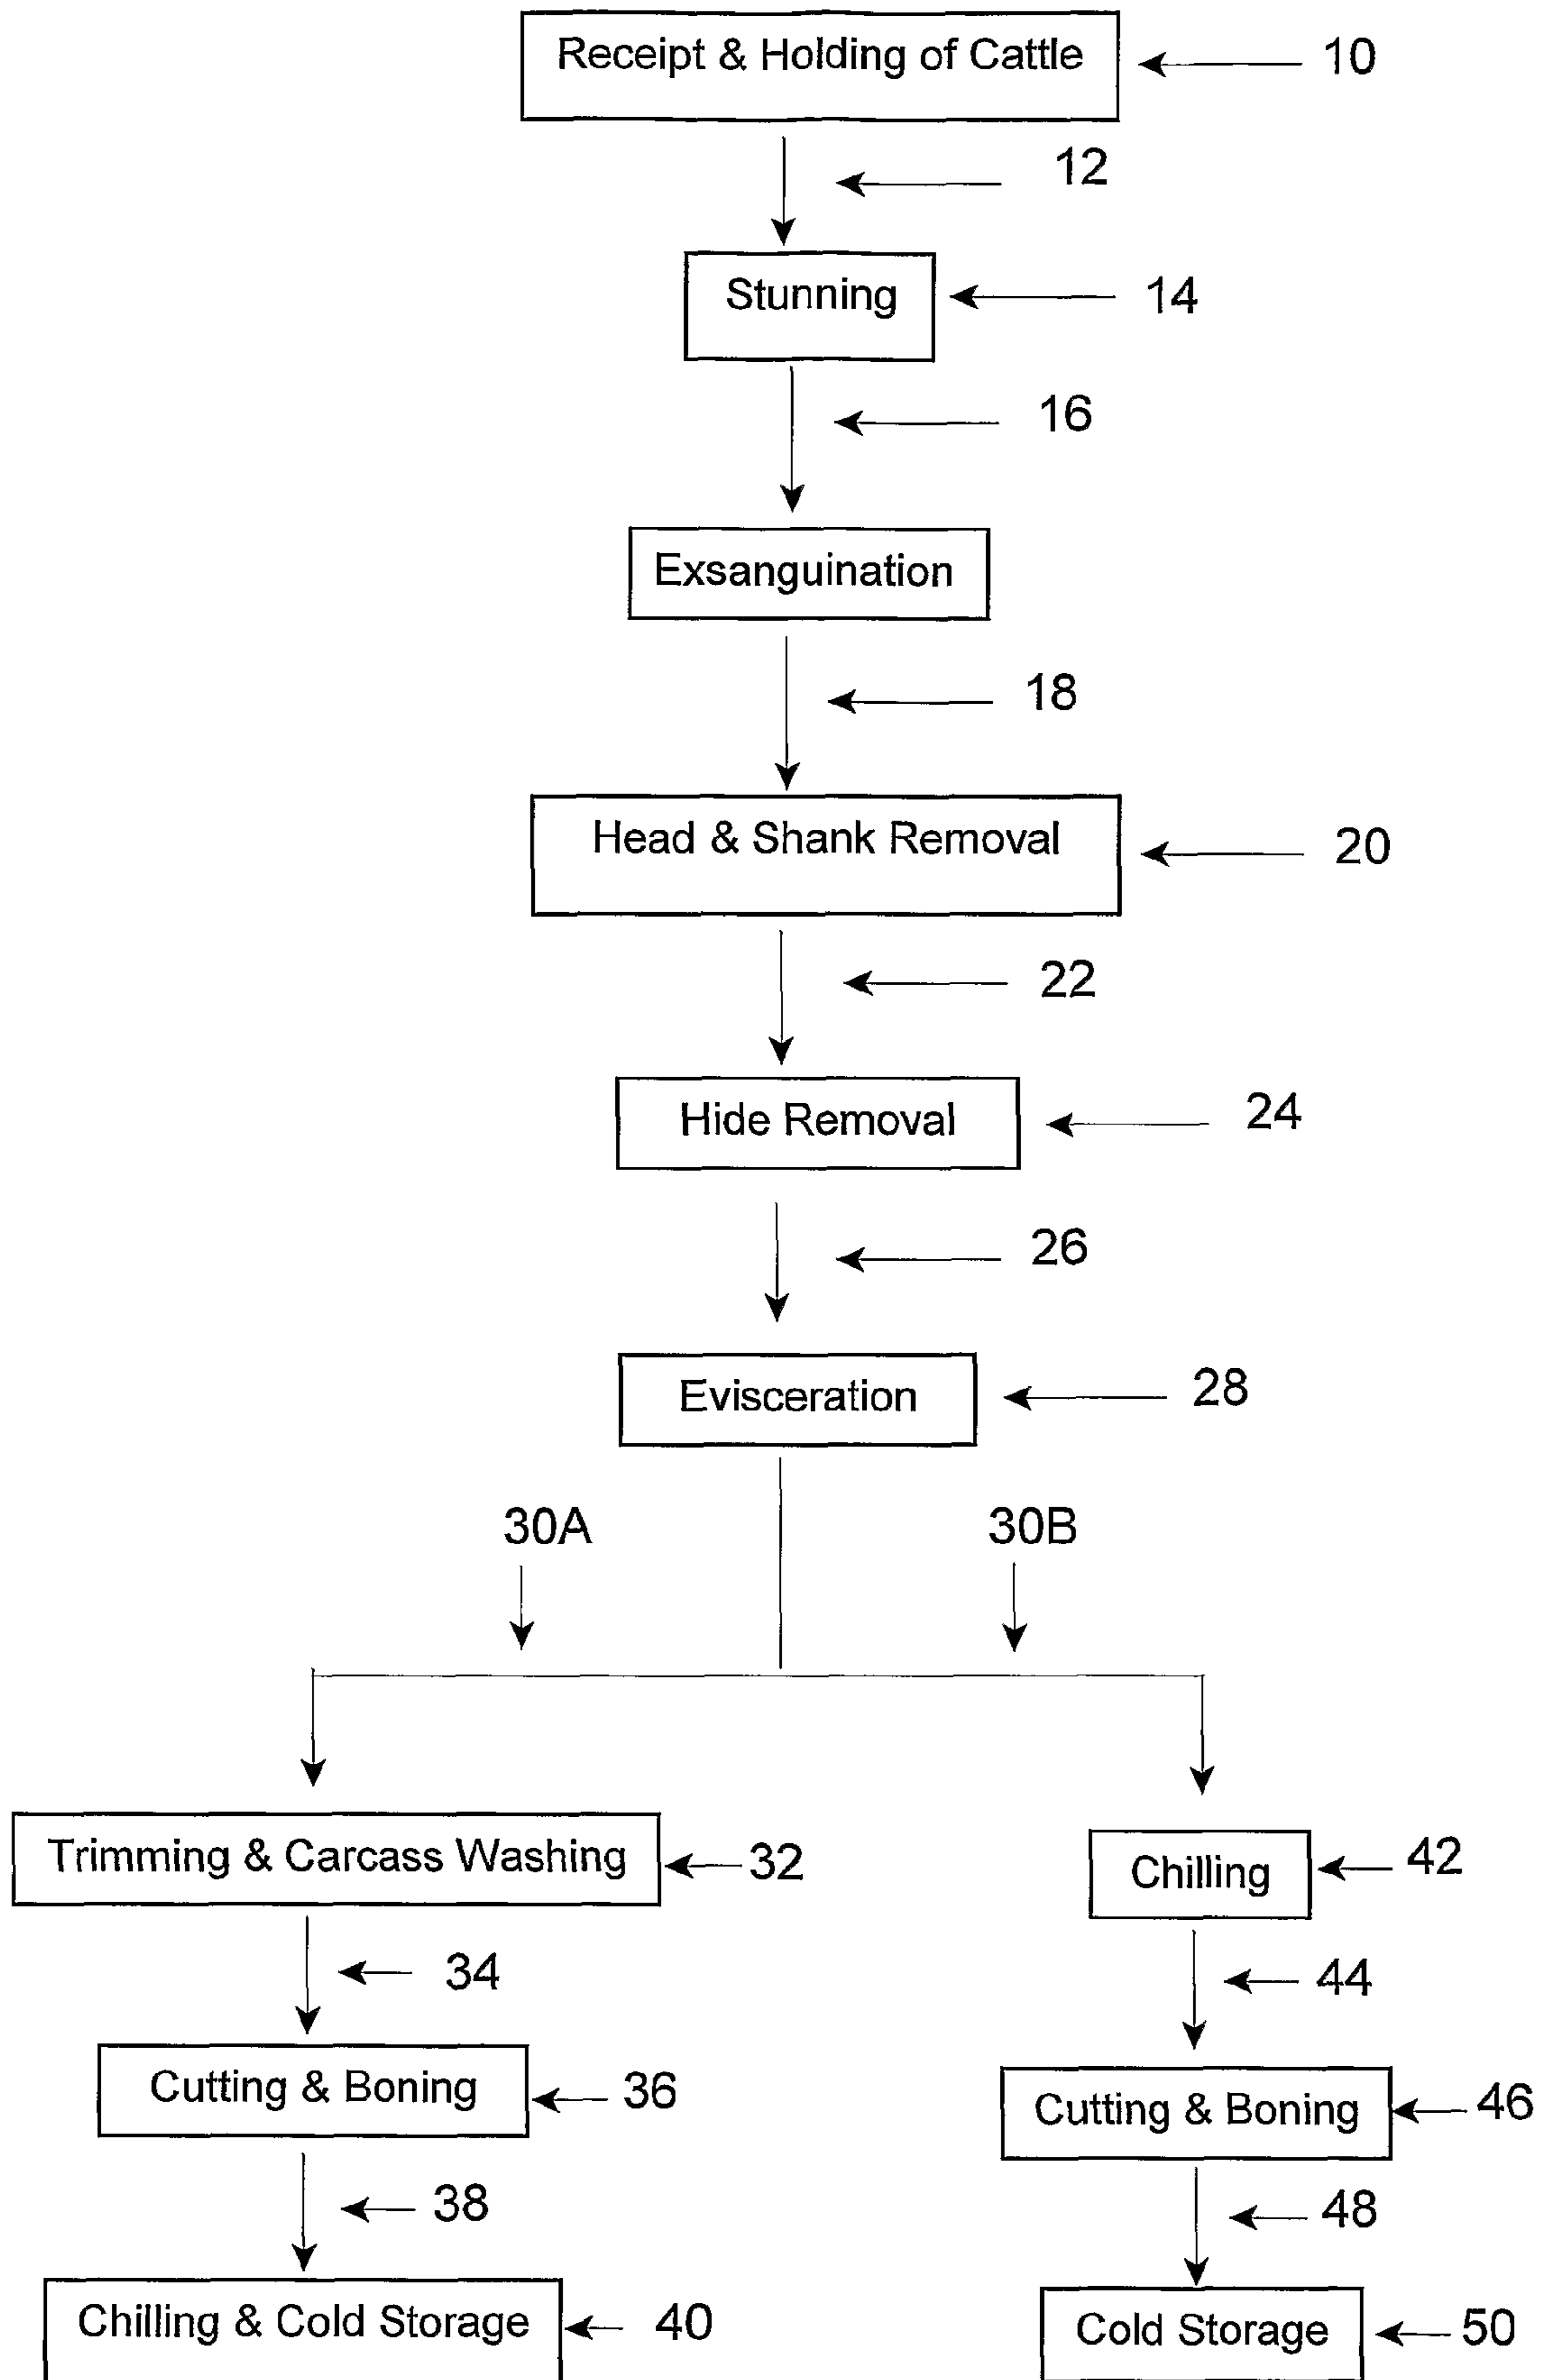 Receipt & Holding of Cattle 10
12
Stunning 14
16
Exsanguination
18
Head & Shank Removal 20
22
Hide Removal 24
26
Evisceration 28
30A 30B
Trimming & Carcass Washing 32
Chilling 42
34
44
Cutting & Boning 36
Cutting & Boning 46
38
48
Chilling & Cold Storage 40
Cold Storage 50